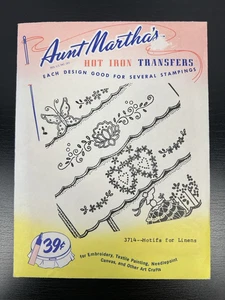 Aunt Martha's
HOT IRON TRANSFERS
EACH DESIGN GOOD FOR SEVERAL STAMPINGS
3714--Motifs for Linens
39¢
for Embroidery, Textile Painting, Needlepoint
Canvas, and Other Art Crafts